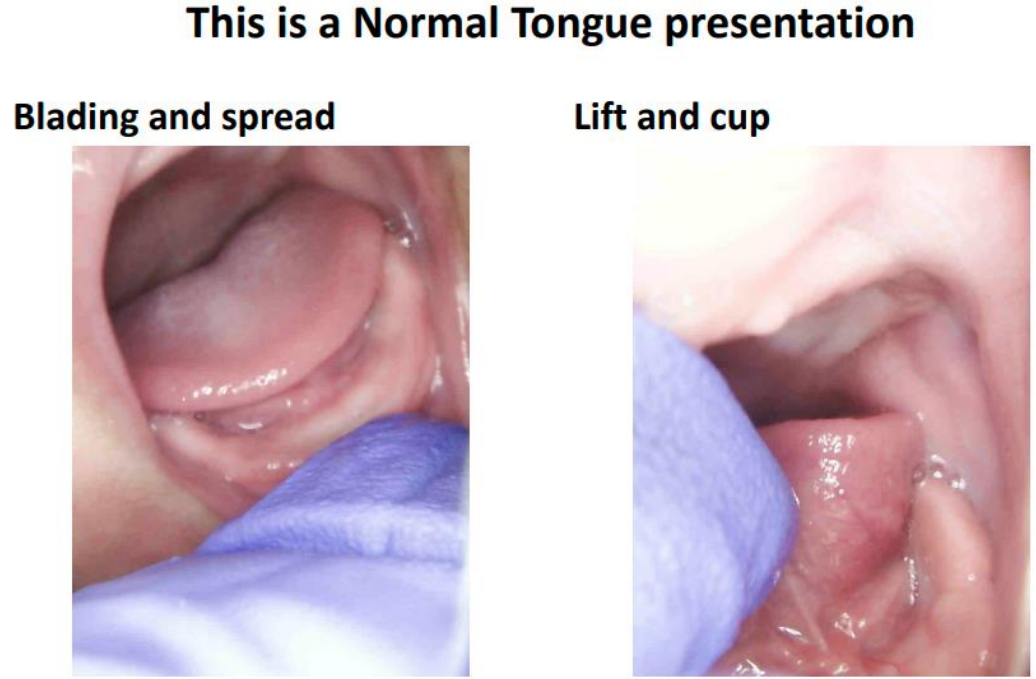 This is a Normal Tongue presentation
Blading and spread
Lift and cup